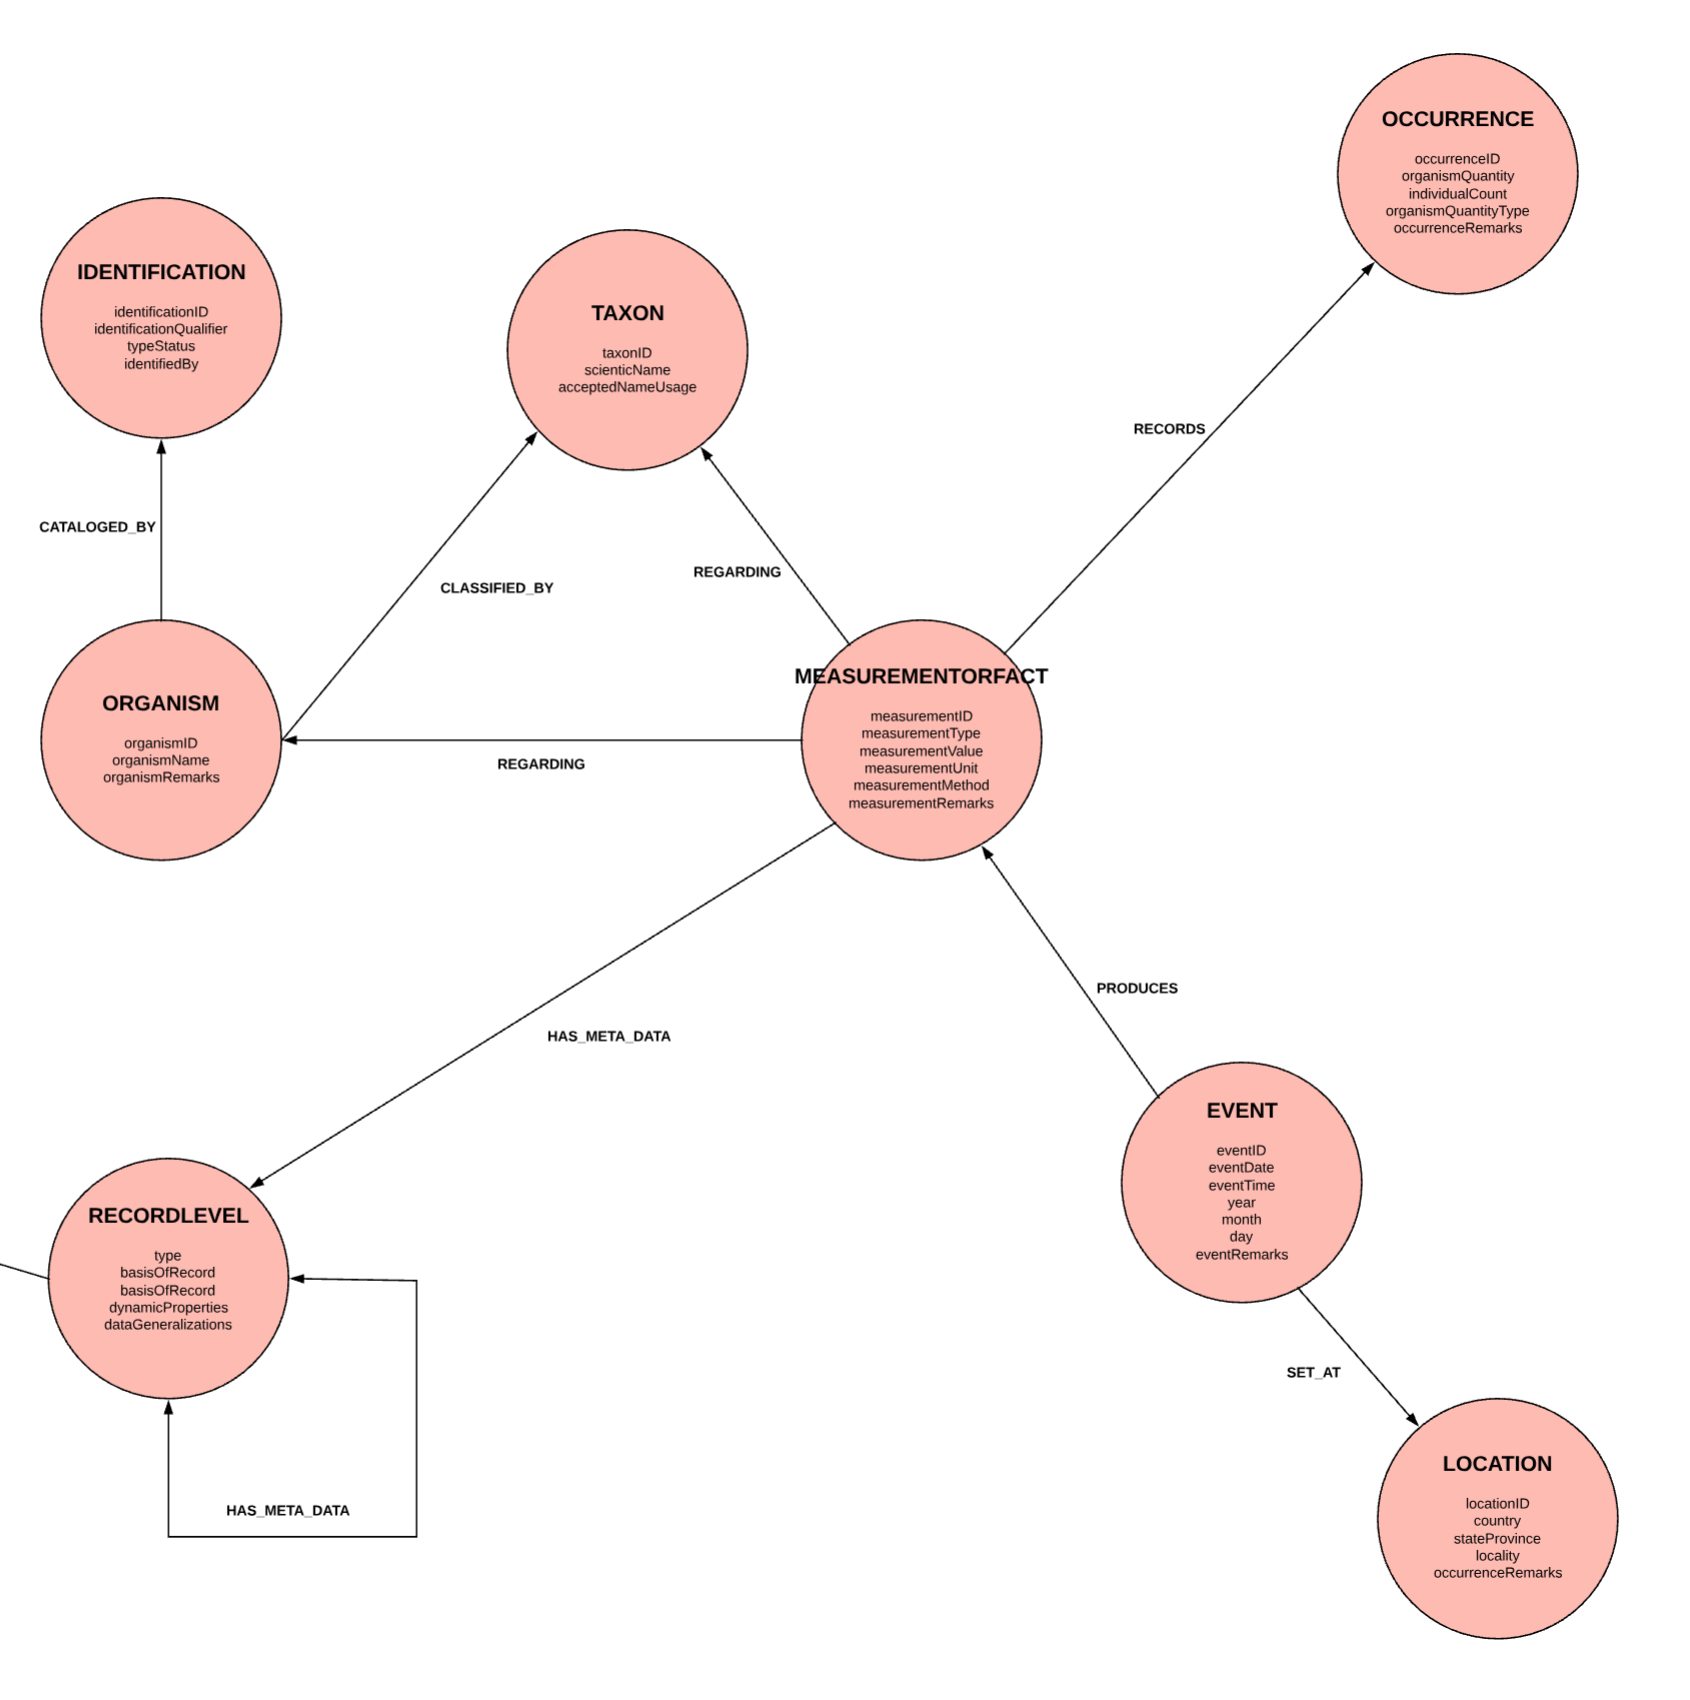 OCCURRENCE
occurrenceID
organismQuantity
individualCount
organismQuantityType
occurrenceRemarks
IDENTIFICATION
identificationID
identificationQualifier
typeStatus
identifiedBy
TAXON
taxonID
scienticName
acceptedNameUsage
RECORDS
CATALOGED_BY
CLASSIFIED_BY
REGARDING
ORGANISM
organismID
organismName
organismRemarks
REGARDING
MEASUREMENTORFACT
measurementID
measurementType
measurementValue
measurementUnit
measurementMethod
measurementRemarks
HAS_META_DATA
PRODUCES
EVENT
eventID
eventDate
eventTime
year
month
day
eventRemarks
RECORDLEVEL
type
basisOfRecord
basisOfRecord
dynamicProperties
dataGeneralizations
HAS_META_DATA
SET_AT
LOCATION
locationID
country
stateProvince
locality
occurrenceRemarks